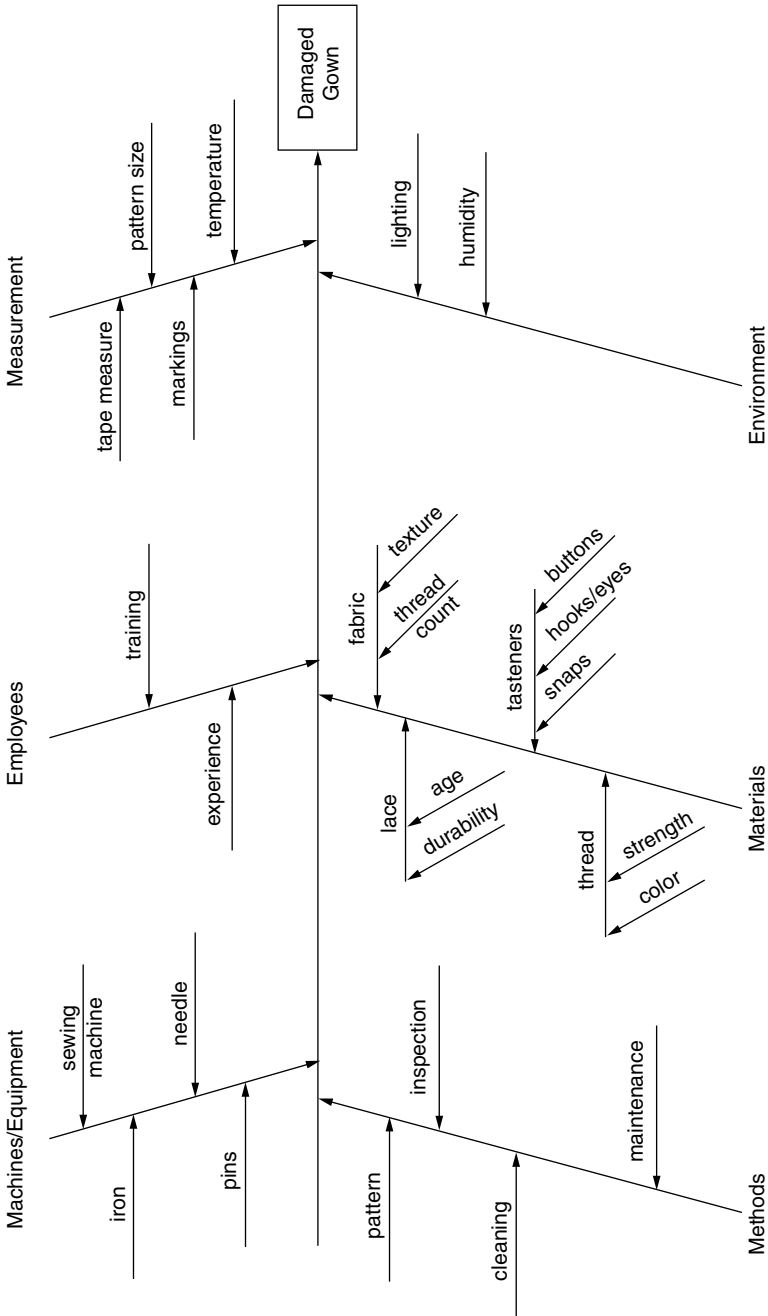 Machines/Equipment
sewing
machine
iron
needle
pins
Employees
training
experience
Measurement
tape measure
pattern size
markings
temperature
Damaged
Gown
Methods
pattern
inspection
cleaning
maintenance
Materials
fabric
texture
thread
count
lace
age
durability
tasteners
buttons
hooks/eyes
snaps
thread
strength
color
Environment
lighting
humidity